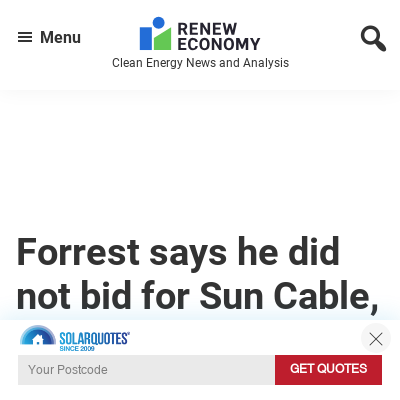 Menu
RENEW
ECONOMY
Clean Energy News and Analysis
Forrest says he did
not bid for Sun Cable,
SOLARQUOTES
SINCE 2009
Your Postcode
GET QUOTES